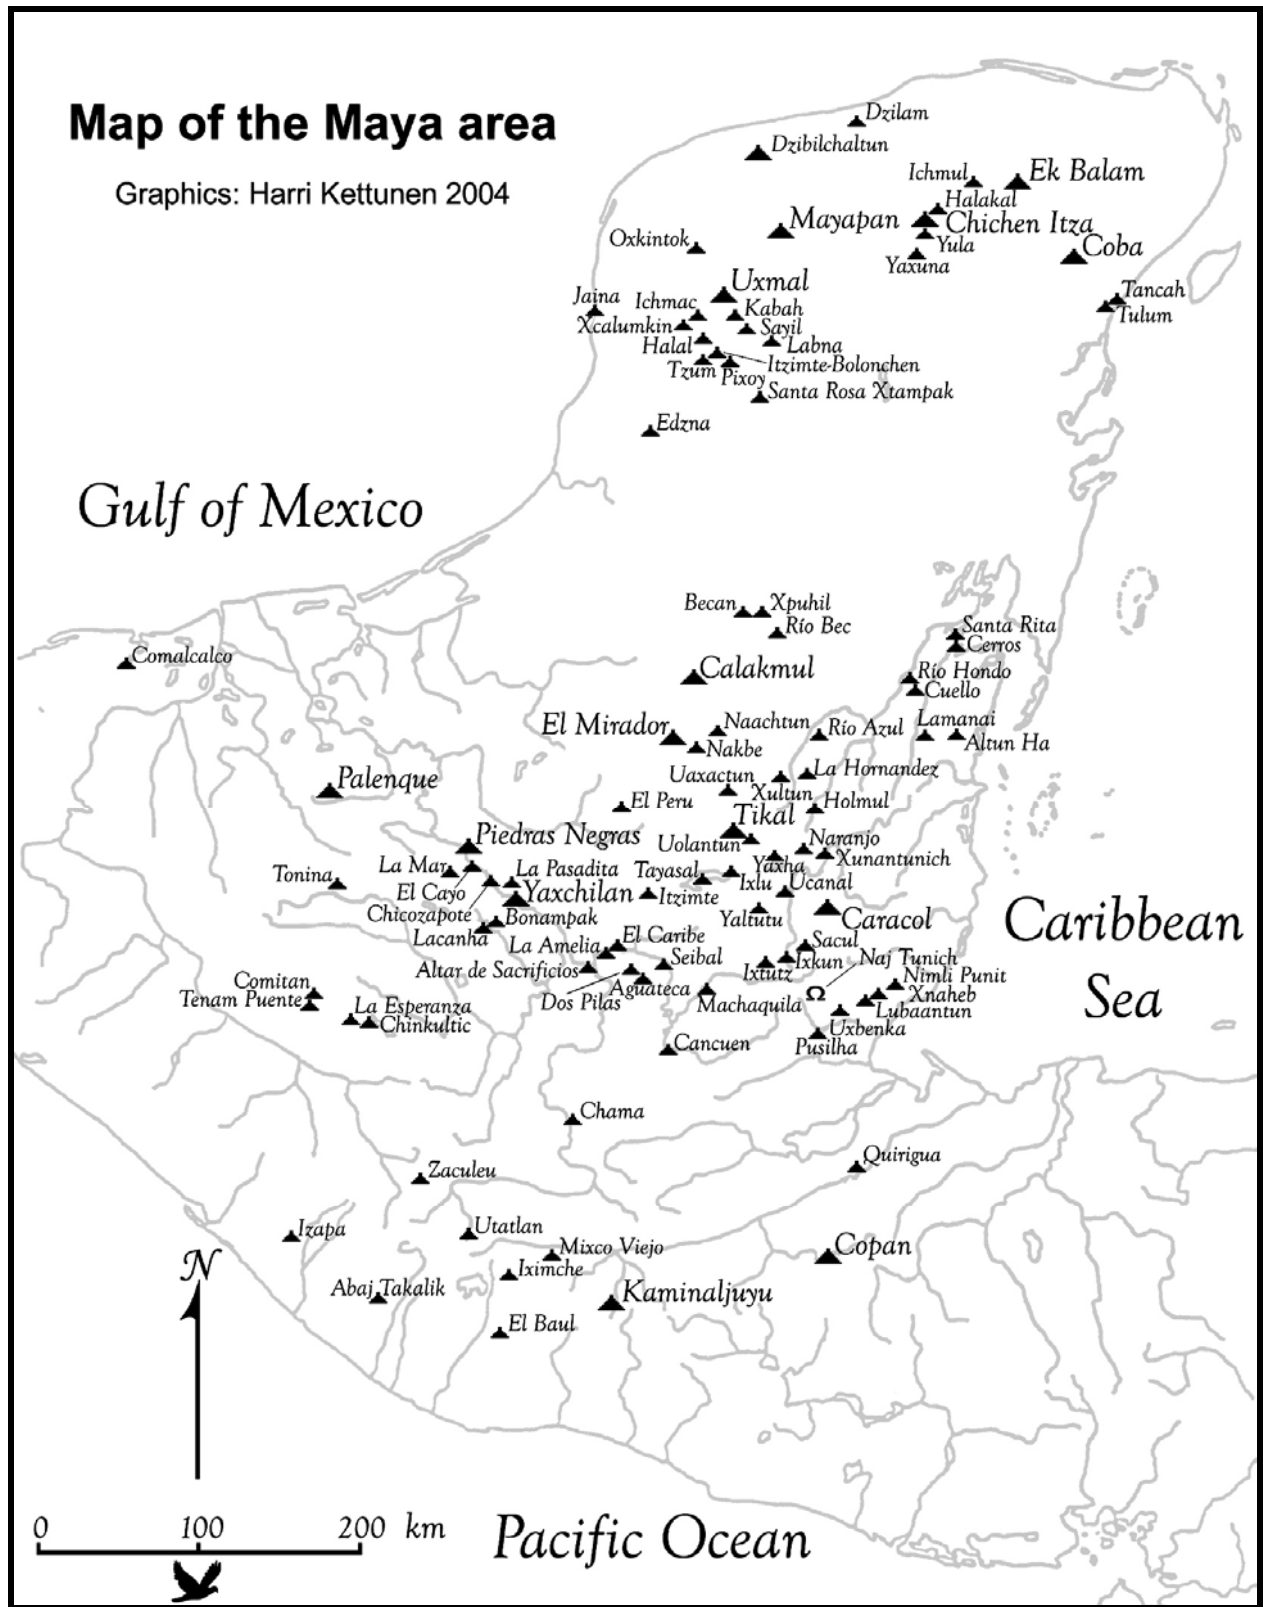 Map of the Maya area
Graphics: Harri Kettunen 2004
Dzilam
Dzibilchaltun
Ichmul
Ek Balam
Halakal
Mayapan
Chichen Itza
Oxkintok
Yula
Coba
Yaxuna
Uxmal
Jaina
Ichmac
Kabah
Tancah
Xcalumkin
Sayil
Tulum
Halal
Labna
Itzimte-Bolonchen
Tzum
Pixoy
Santa Rosa Xtampak
Edzna
Gulf of Mexico
Becan
Xpuhil
Río Bec
Santa Rita
Cerros
Comalcalco
Calakmul
Río Hondo
Cuello
El Mirador
Naachtun
Río Azul
Lamanai
Nakbe
Altun Ha
Palenque
Uaxactun
La Hornandez
Xultun
El Peru
Holmul
Tikal
Piedras Negras
Uolantun
Naranjo
Xunantunich
La Mar
La Pasadita
Tayasal
Yaxha
Tonina
El Cayo
Yaxchilan
Itzimte
Ixlu
Ucanal
Chicozapote
Bonampak
Yaltutu
Caracol
Caribbean
Sea
Lacanha
La Amelia
El Caribe
Sacul
Altar de Sacrificios
Seibal
Ixtutz
Ixkun
Naj Tunich
Comitan
Aguateca
Nimli Punit
Tenam Puente
Dos Pilas
Machaquila
Xnaheb
La Esperanza
Lubaantun
Chinkultic
Uxbenka
Cancuen
Pusilha
Chama
Quirigua
Zaculeu
Izapa
Utatlan
Mixco Viejo
Copan
N
Iximche
Abaj Takalik
Kaminaljuyu
El Baul
0 100 200 km
Pacific Ocean